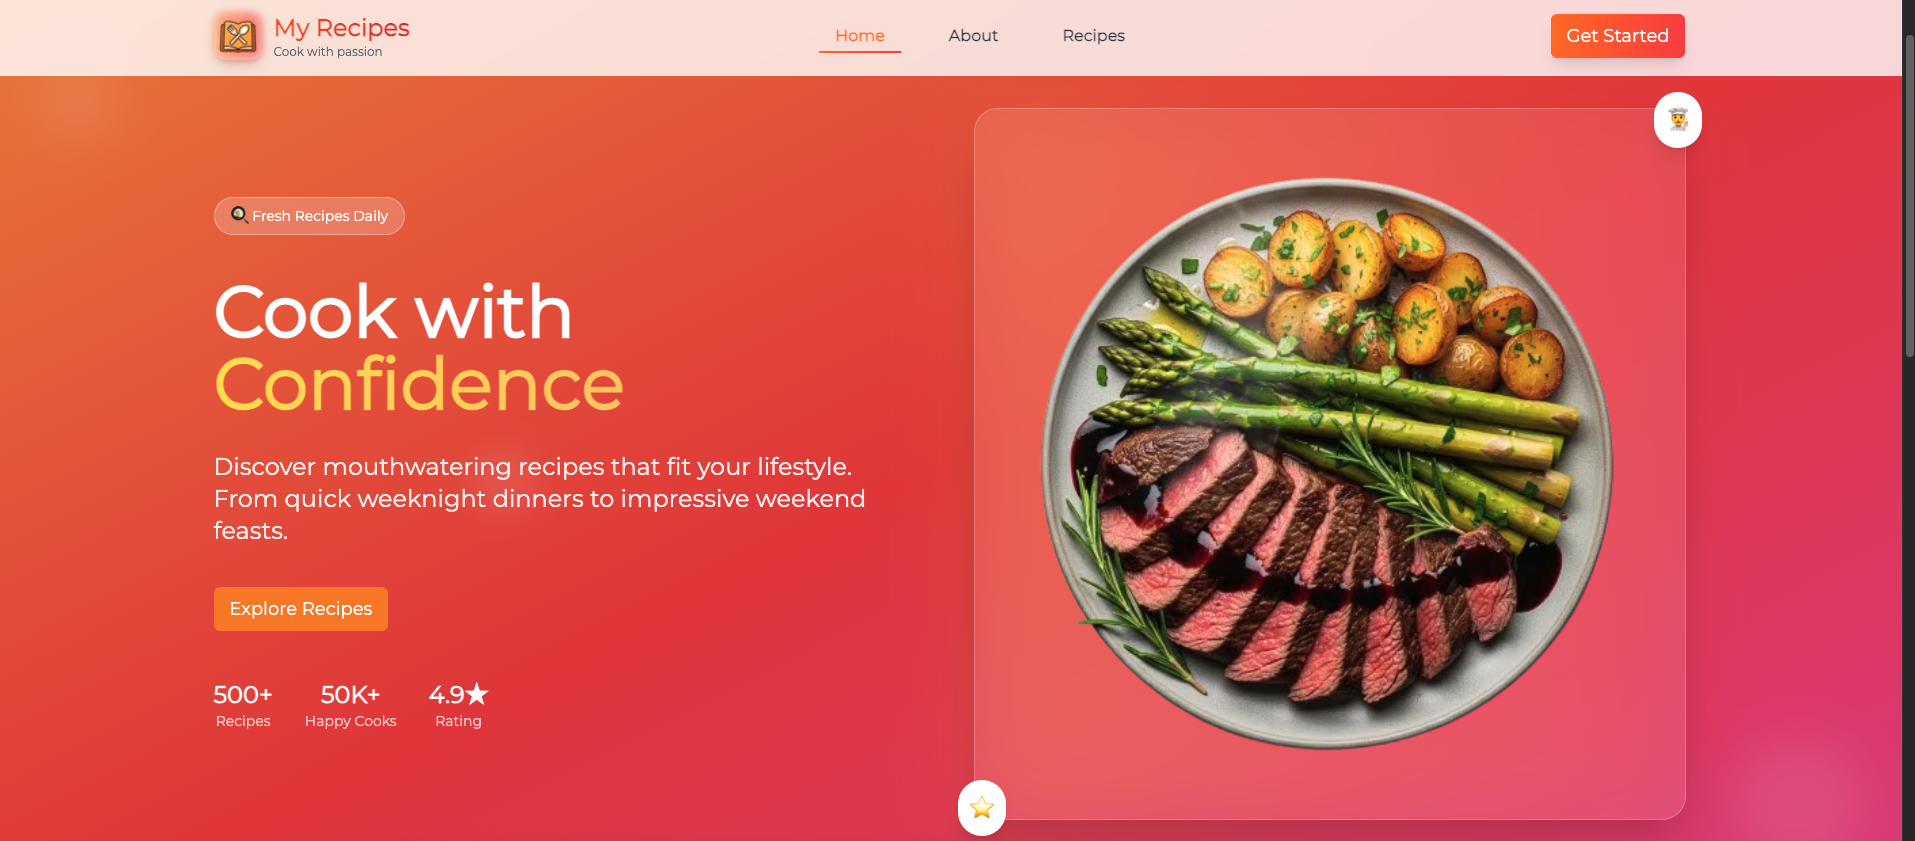 My Recipes
Cook with passion
Home
About
Recipes
Get Started
Fresh Recipes Daily
Cook with
Confidence
Discover mouthwatering recipes that fit your lifestyle.
From quick weeknight dinners to impressive weekend
feasts.
Explore Recipes
500+
Recipes
50K+
Happy Cooks
4.9★
Rating